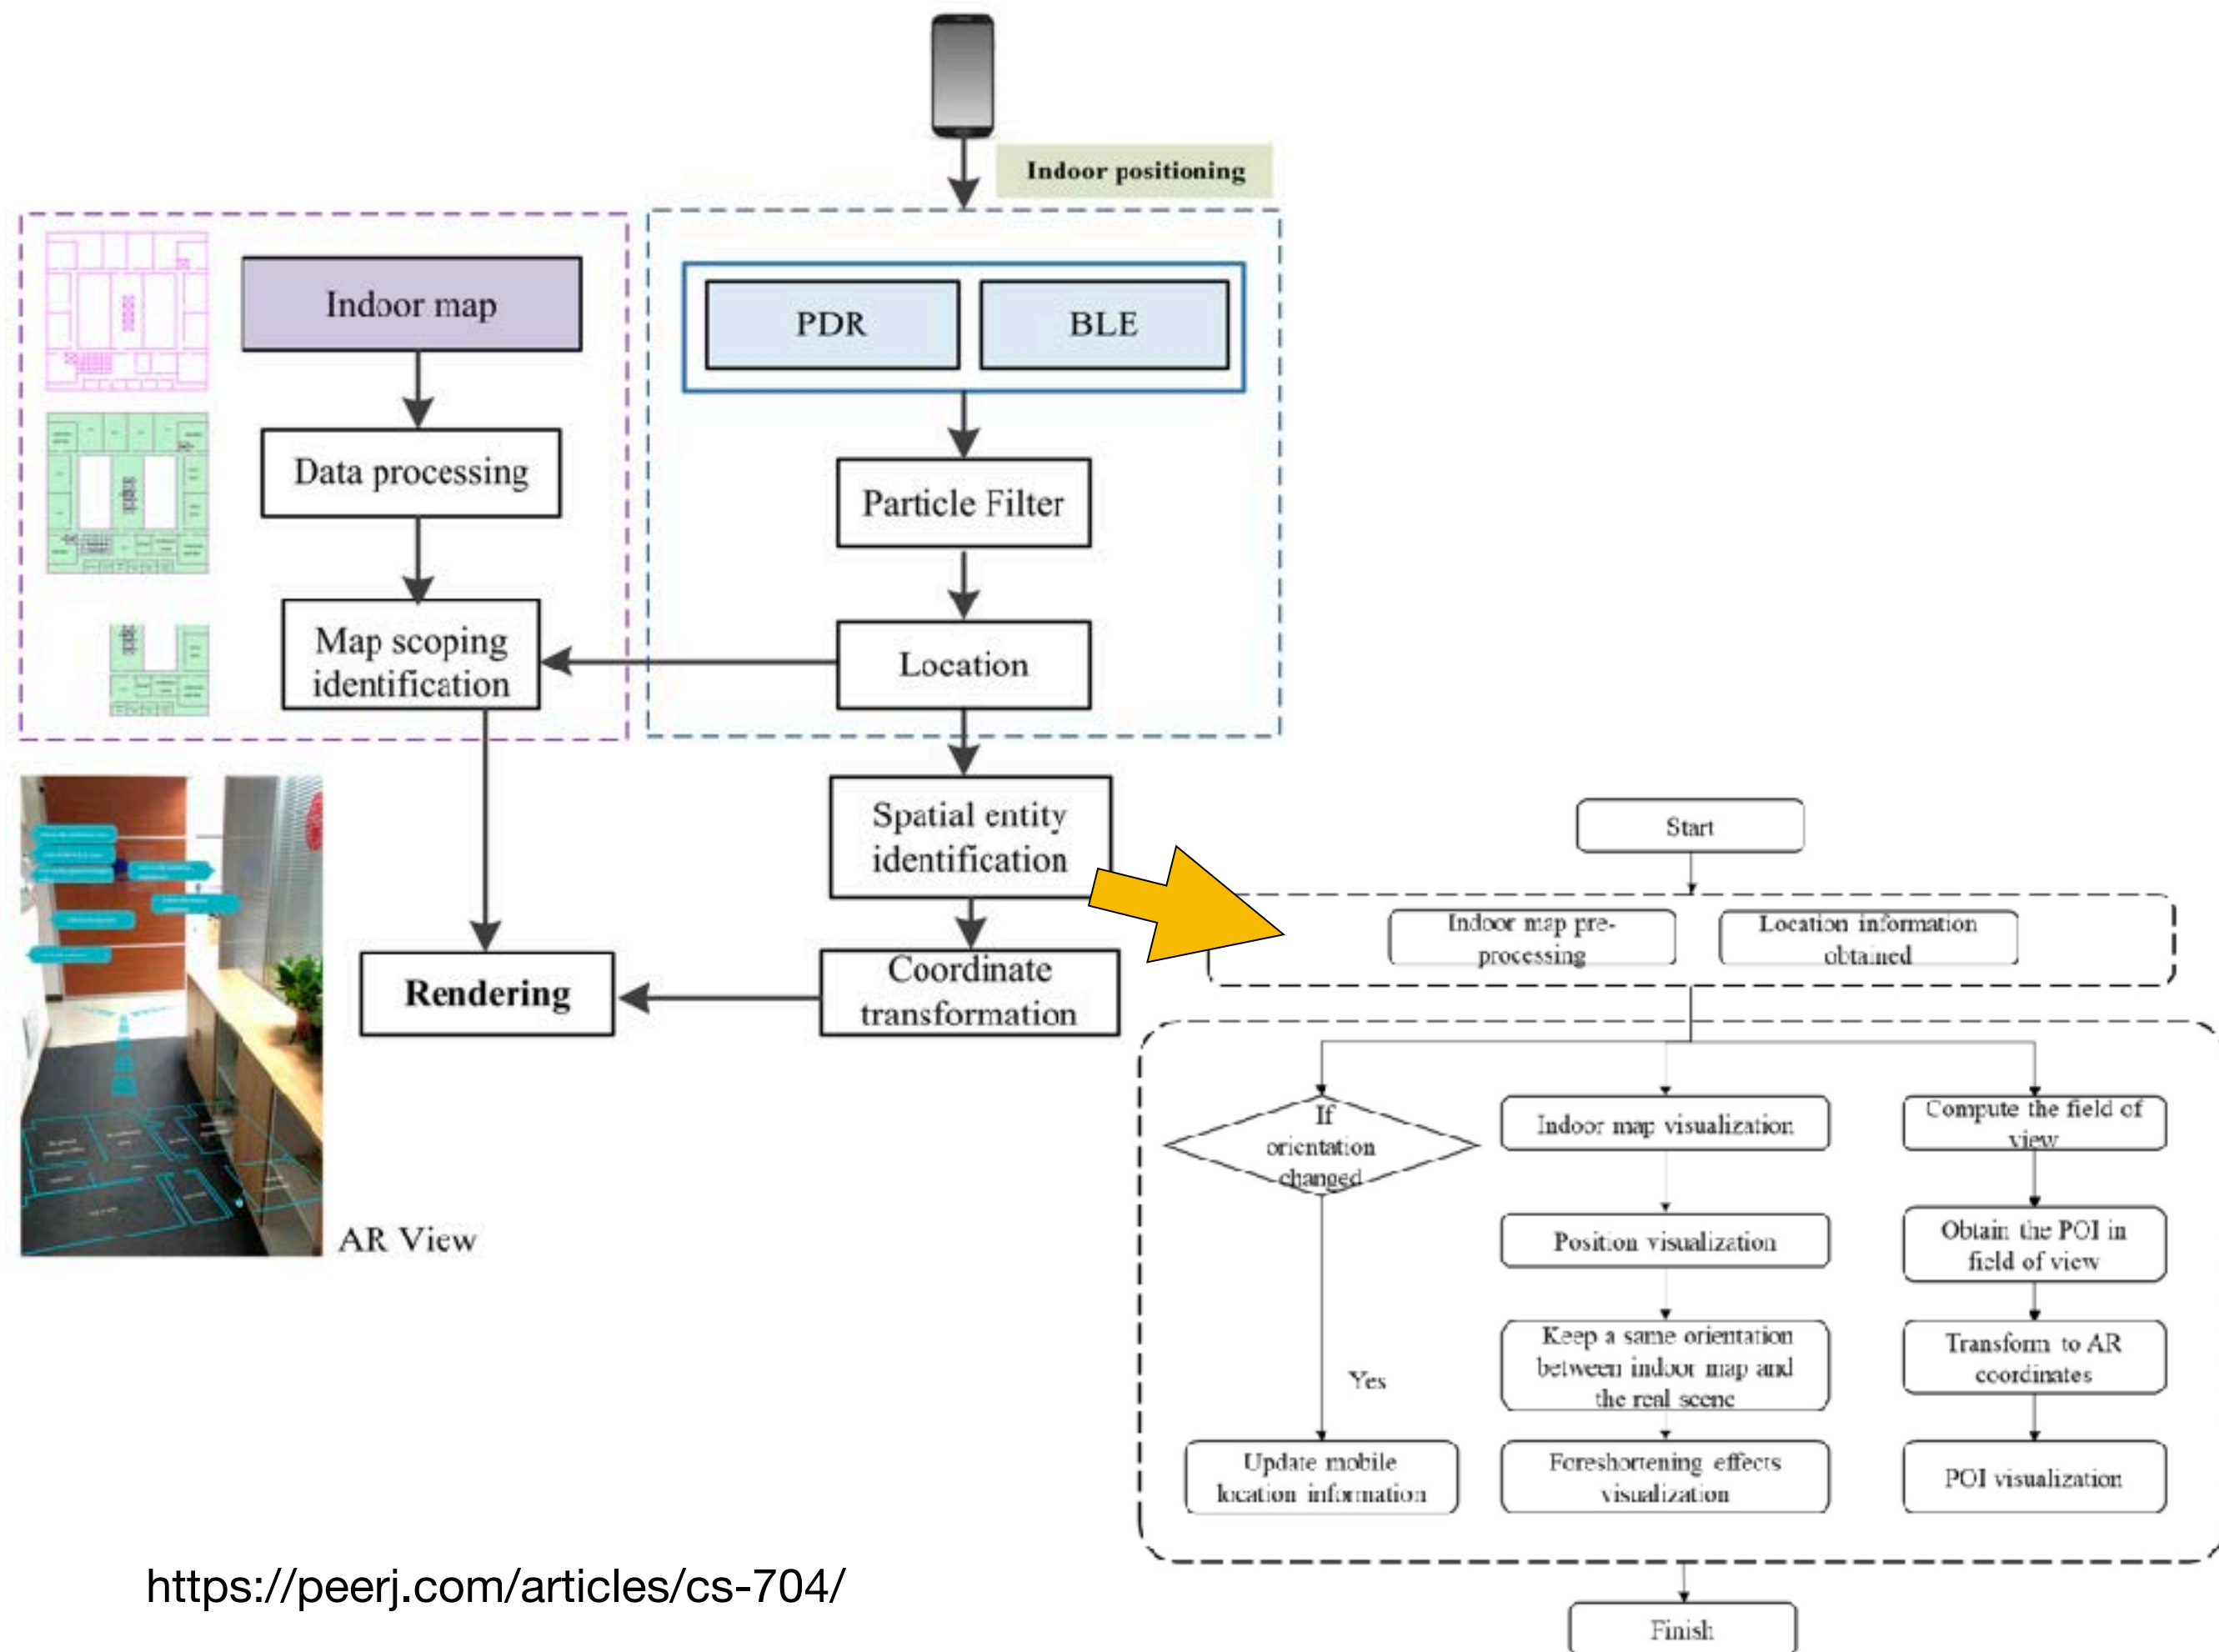 Indoor positioning
Indoor map
PDR
BLE
Data processing
Particle Filter
Map scoping
identification
Location
Spatial entity
identification
Coordinate
transformation
Rendering
AR View
Start
Indoor map pre-
processing
Location information
obtained
If
orientation
changed
Yes
Update mobile
location information
Indoor map visualization
Position visualization
Keep a same orientation
between indoor map and
the real scene
Foreshortening effects
visualization
Compute the field of
view
Obtain the POI in
field of view
Transform to AR
coordinates
POI visualization
Finish
https://peerj.com/articles/cs-704/